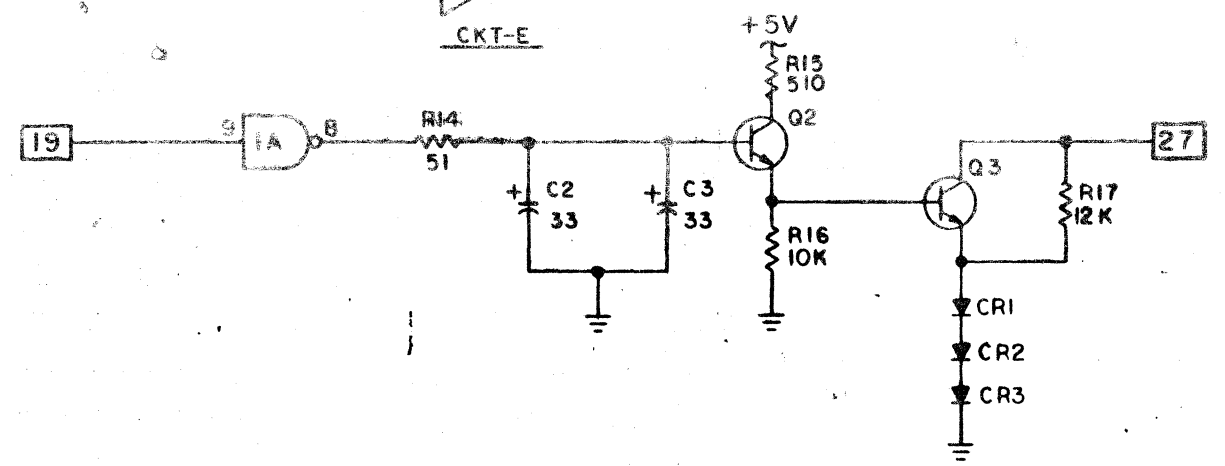 CKT-E
+5V
R15
510
19
9
1A
8
R14
51
Q2
27
+
C2
33
+
C3
33
Q3
R17
12K
R16
10K
CR1
CR2
CR3